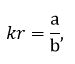 kr = a/b,